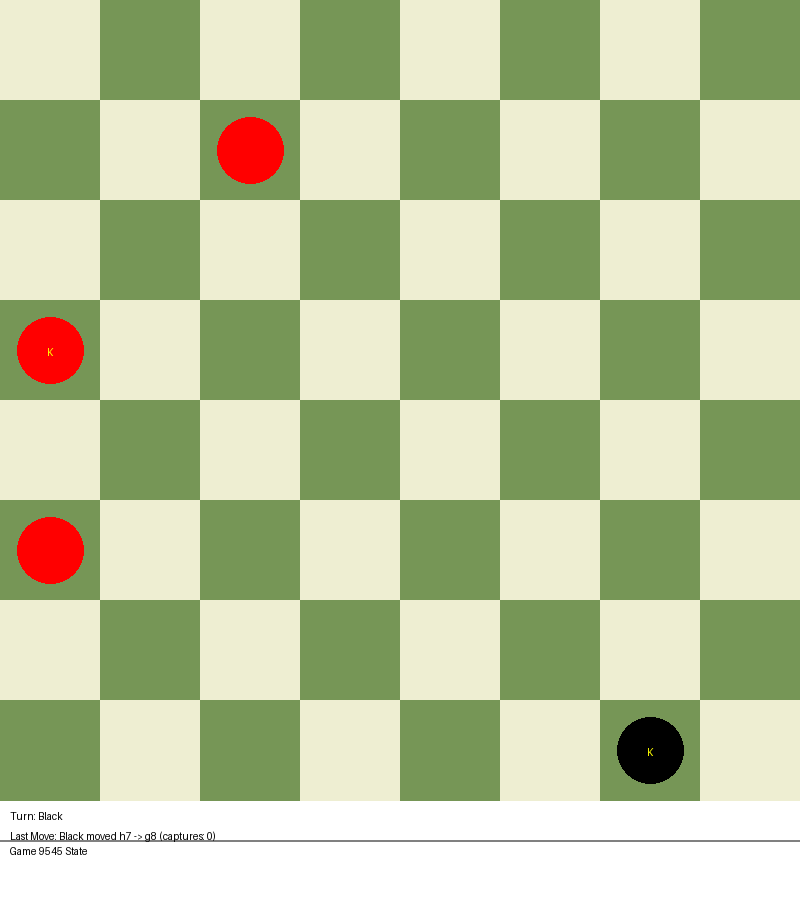 K
K
K
Turn: Black
Last Move: Black moved h7 -> g8 (captures: 0)
Game 9545 State